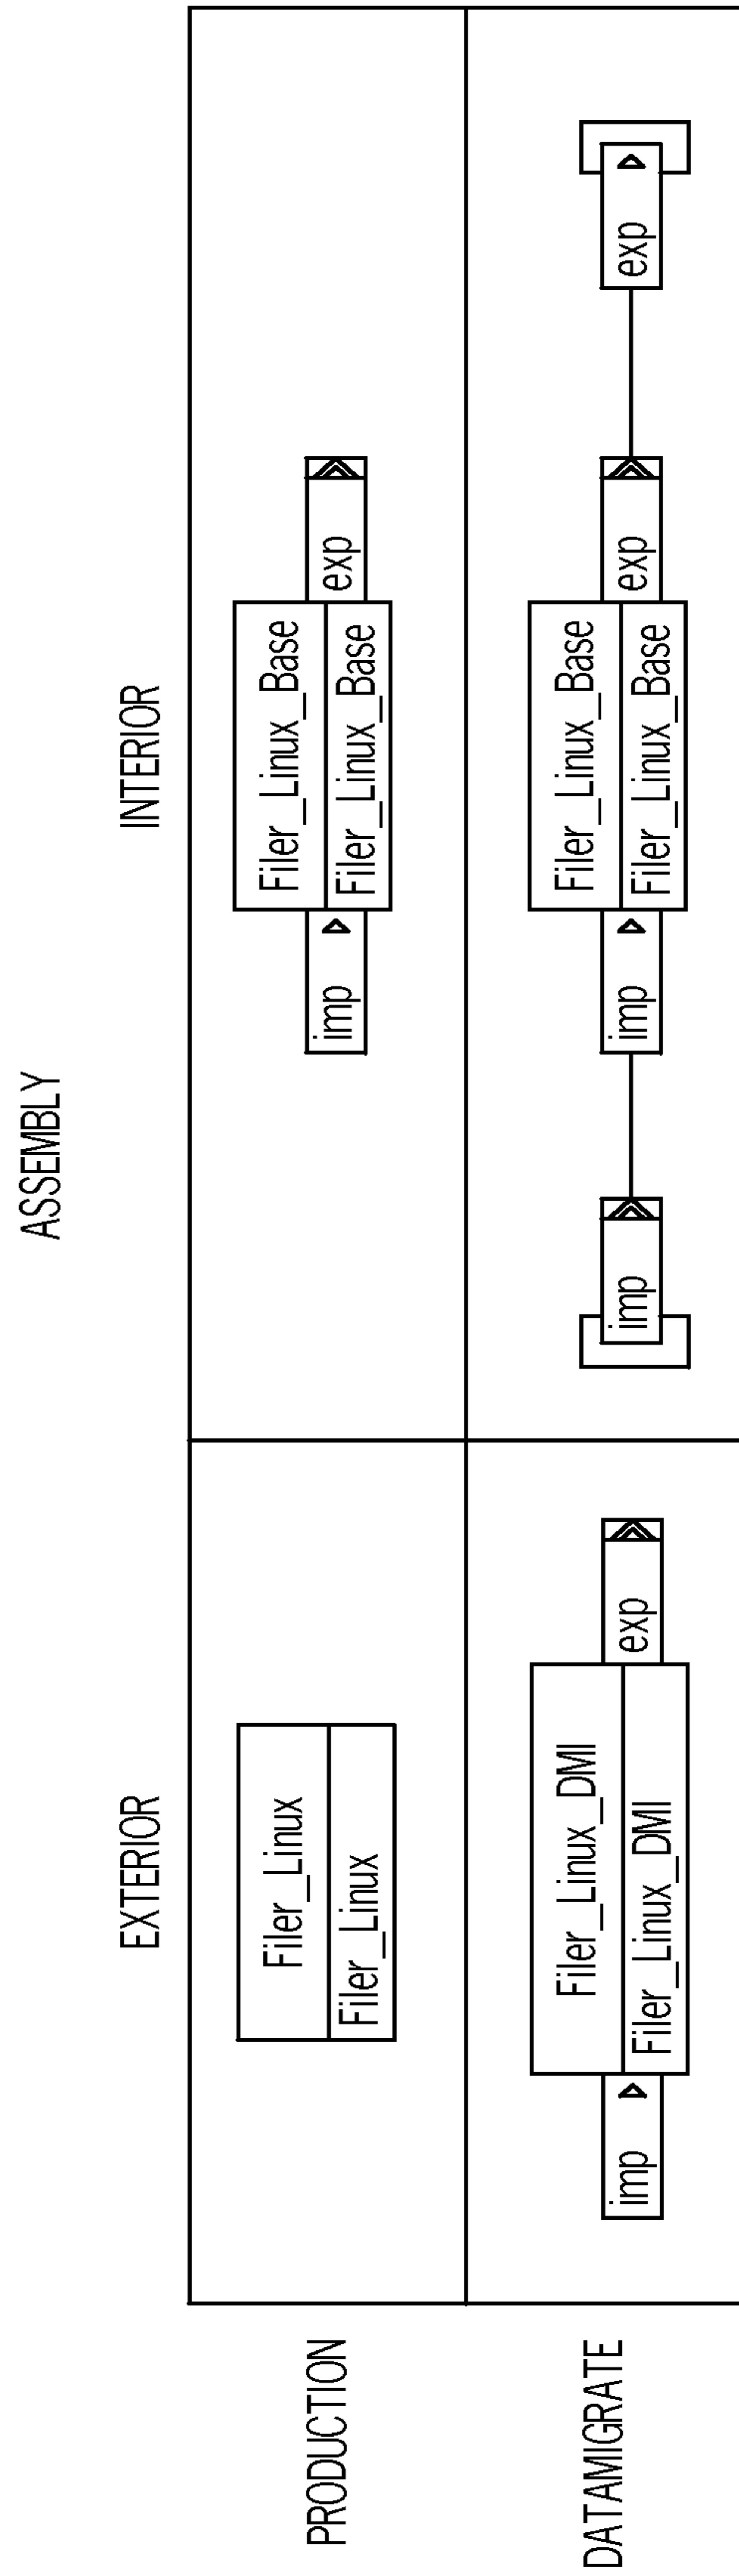 ASSEMBLY
EXTERIOR
INTERIOR
PRODUCTION
Filer_Linux
Filer_Linux
imp
Filer_Linux_Base
Filer_Linux_Base
exp
DATAMIGRATE
imp
Filer_Linux_DMI
Filer_Linux_DMI
exp
imp
imp
Filer_Linux_Base
Filer_Linux_Base
exp
exp